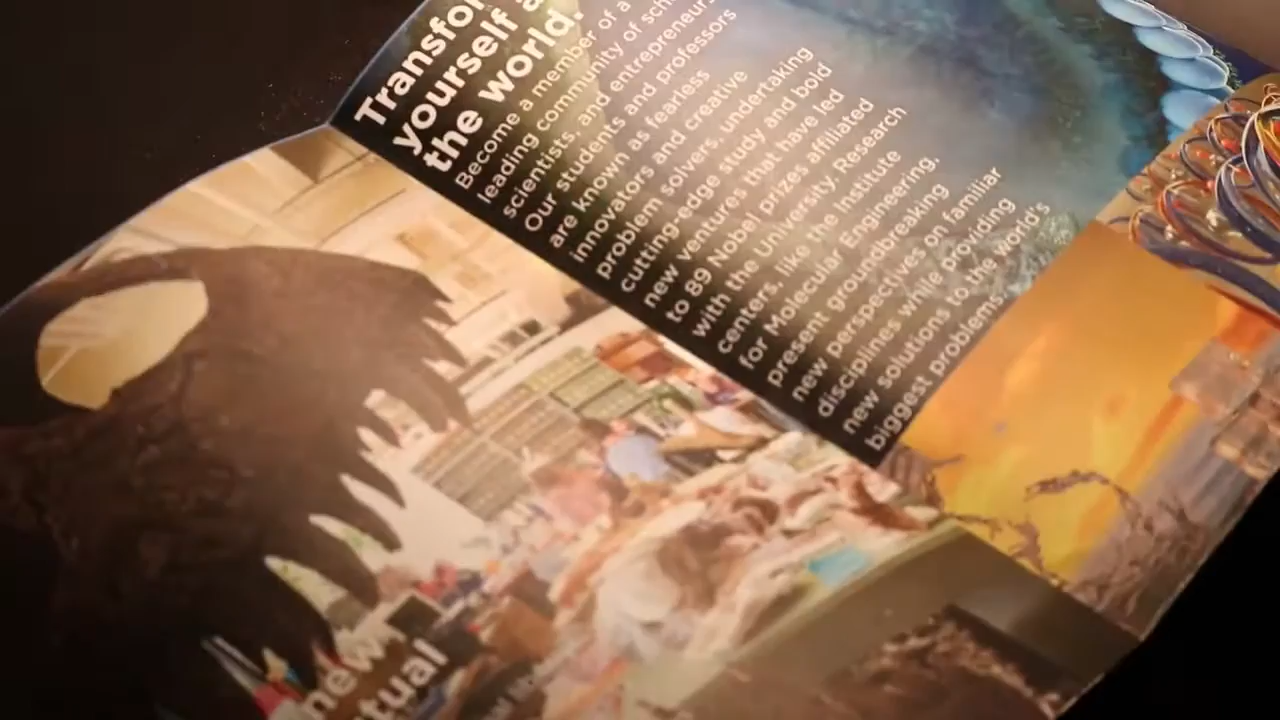 Transfor
yourself a
the world.
Become a member of a
leading community of sch
scientists, and entrepreneurs
Our students and professors
are known as fearless
innovators and creative
problem solvers, undertaking
cutting-edge study and bold
new ventures that have led
to 89 Nobel prizes affiliated
with the University. Research
centers, like the Institute
for Molecular Engineering,
present groundbreaking
new perspectives on familiar
disciplines while providing
new solutions to the world's
biggest problems.
new
tual